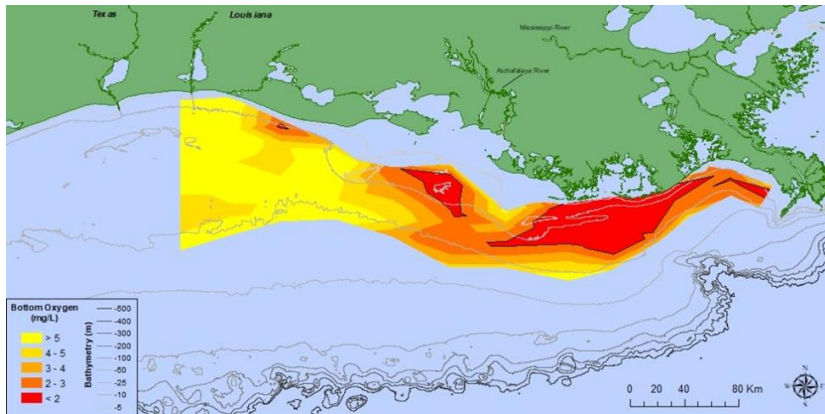 Texas
Louisiana
Mississippi River
Atchafalaya River
Bottom Oxygen
(mg/L)
> 5
4 - 5
3 - 4
2 - 3
< 2
Bathymetry (m)
-500
-400
-300
-200
-100
-50
-25
-10
-5
0 20 40 80 Km
N
W
E
S